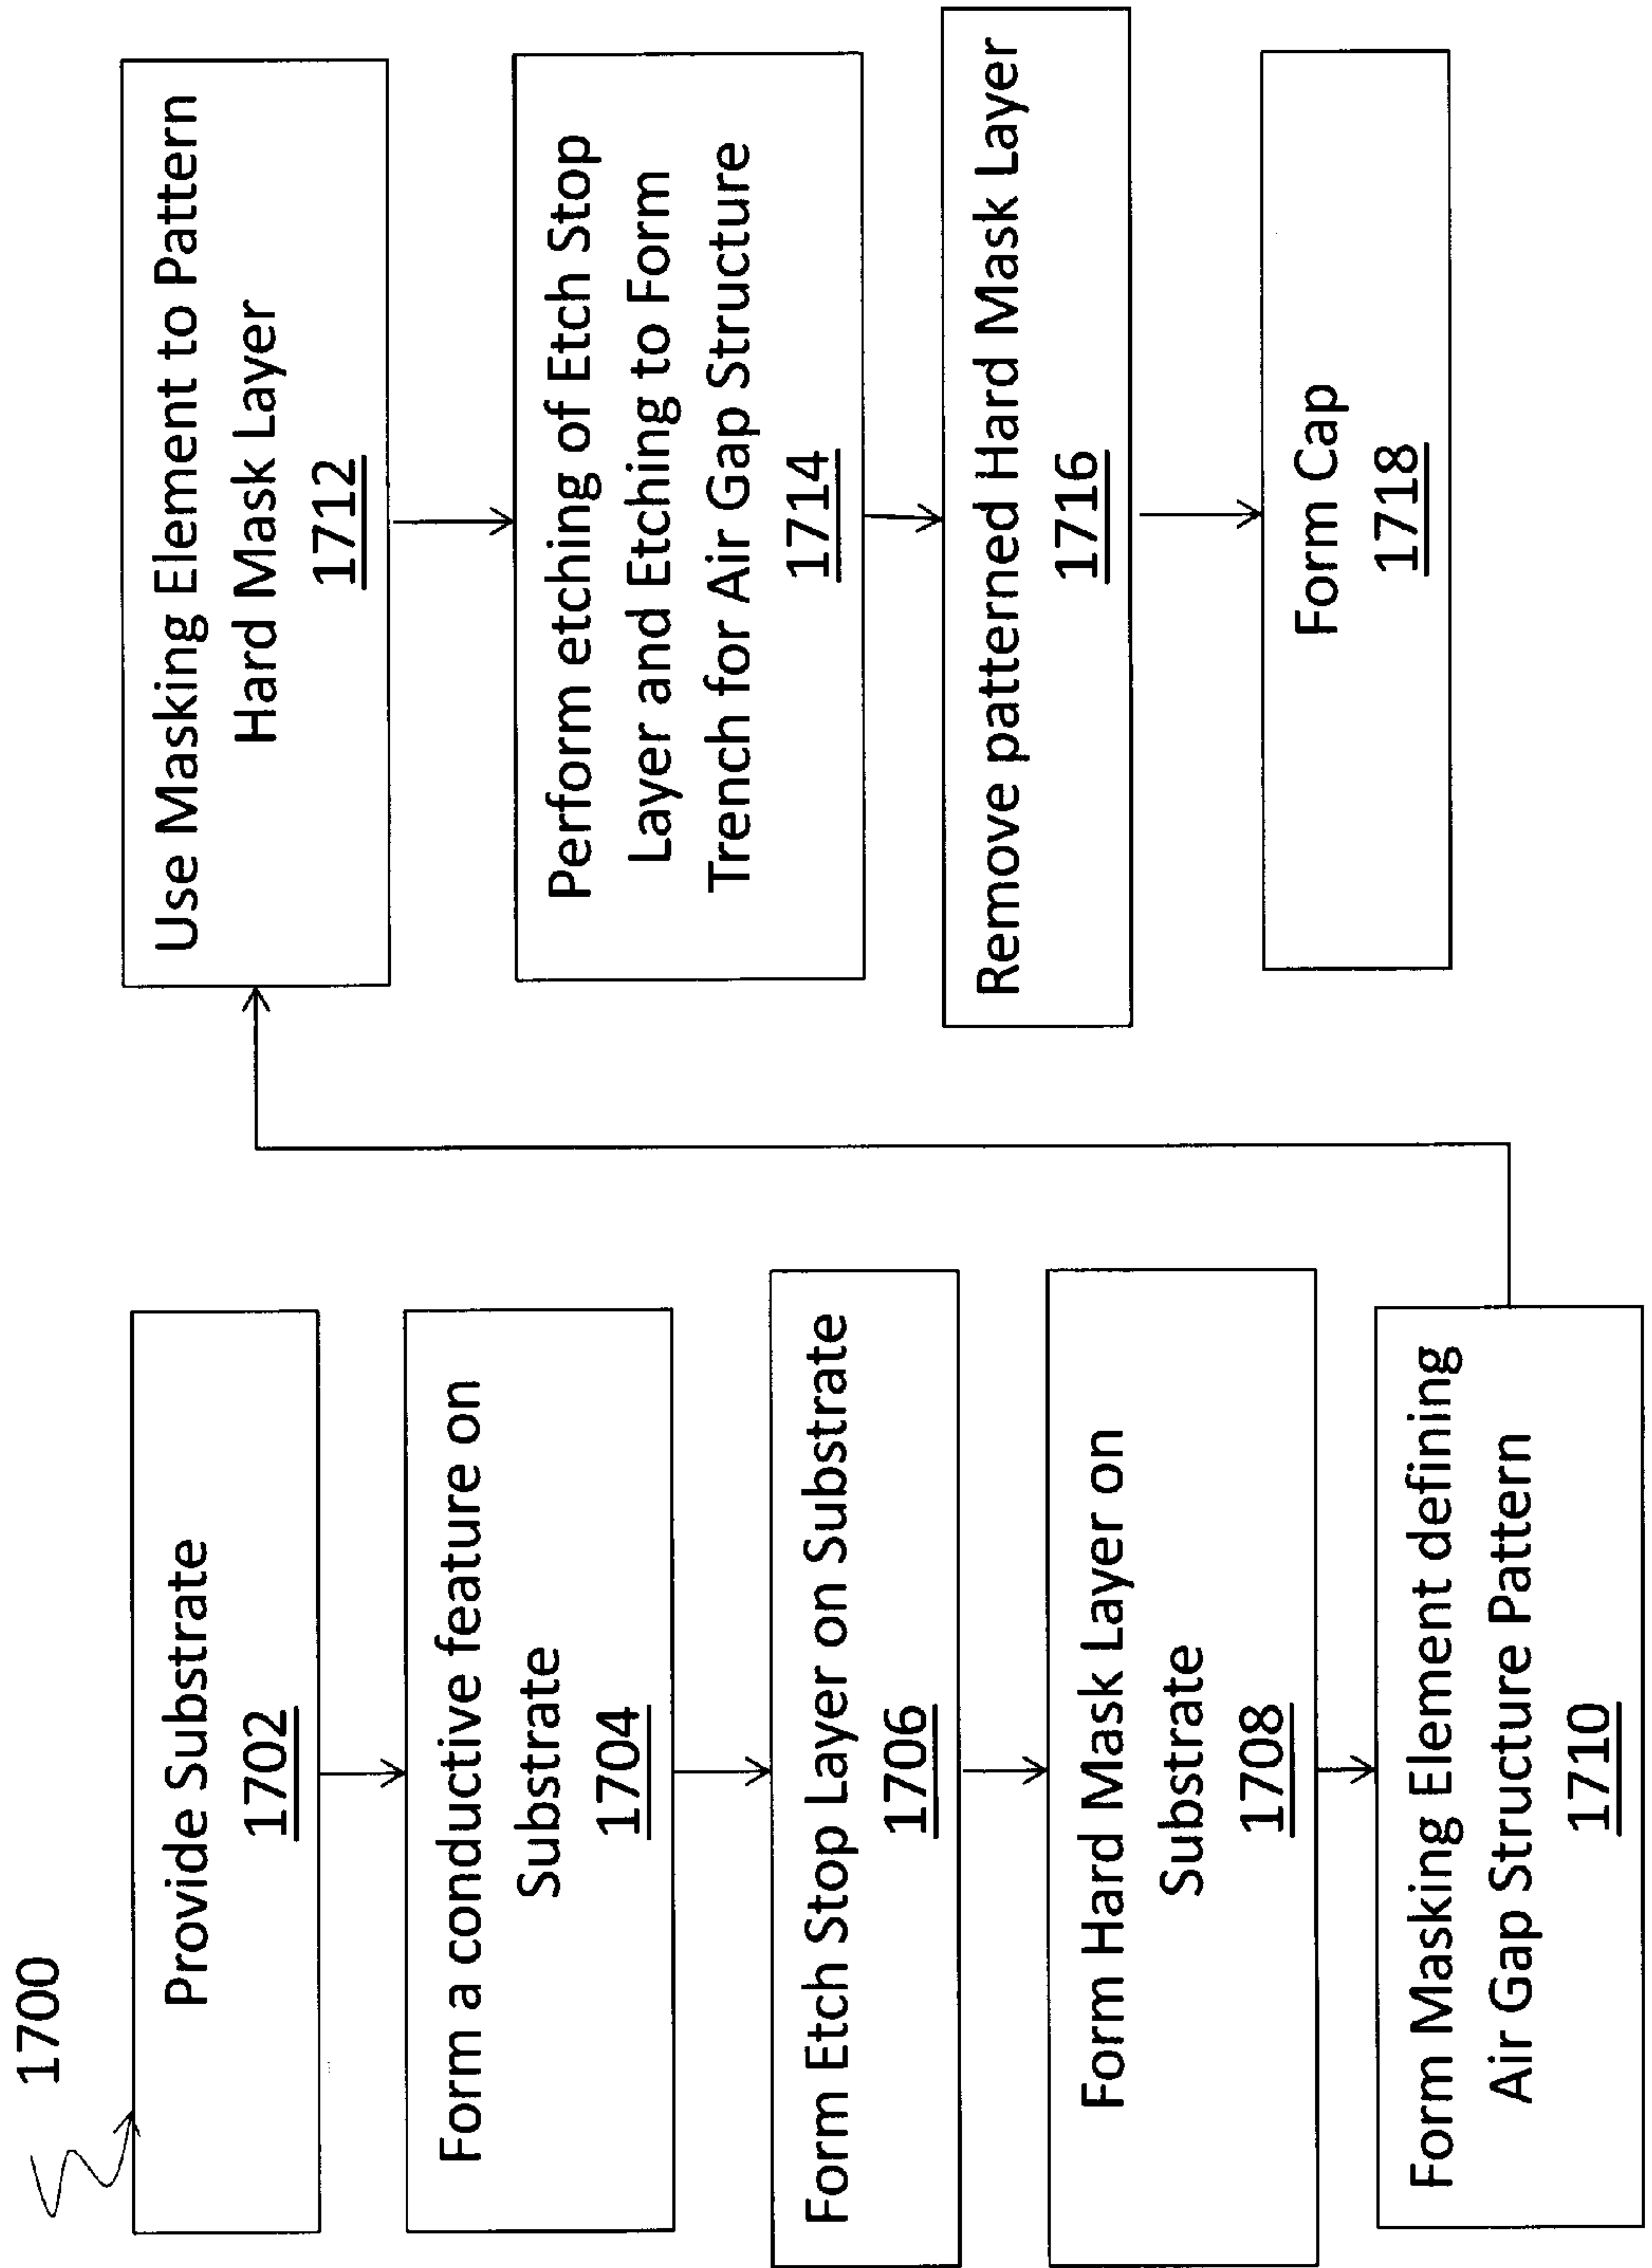 1700
Provide Substrate
1702
Form a conductive feature on
Substrate
1704
Form Etch Stop Layer on Substrate
1706
Form Hard Mask Layer on
Substrate
1708
Form Masking Element defining
Air Gap Structure Pattern
1710
Use Masking Element to Pattern
Hard Mask Layer
1712
Perform etching of Etch Stop
Layer and Etching to Form
Trench for Air Gap Structure
1714
Remove patterned Hard Mask Layer
1716
Form Cap
1718